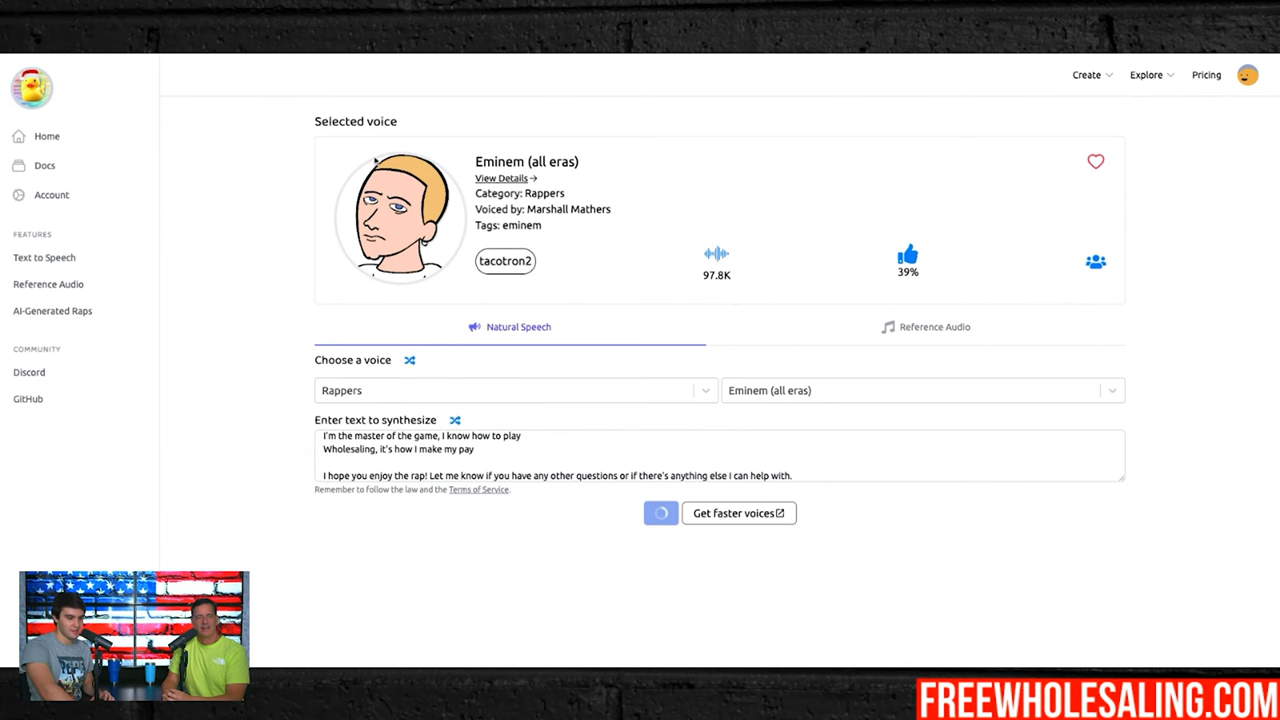 Create
Explore
Pricing
Home
Docs
Account
FEATURES
Text to Speech
Reference Audio
AI-Generated Raps
COMMUNITY
Discord
GitHub
Selected voice
Eminem (all eras)
View Details→
Category: Rappers
Voiced by: Marshall Mathers
Tags: eminem
tacotron2
97.8K
39%
Natural Speech
Reference Audio
Choose a voice
Rappers
Eminem (all eras)
Enter text to synthesize
I'm the master of the game, I know how to play
Wholesaling, it's how I make my pay
I hope you enjoy the rap! Let me know if you have any other questions or if there's anything else I can help with.
Remember to follow the law and the Terms of Service.
Get faster voices
FREEWHOLESALING.COM